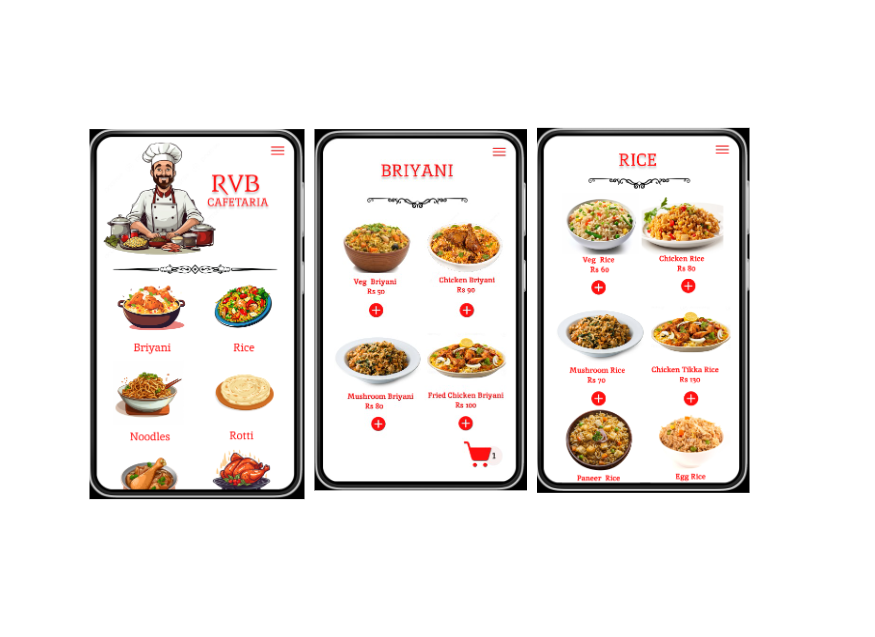 RVB
CAFETARIA
Briyani Rice
Noodles Rotti
BRIYANI
Veg Briyani Chicken Briyani
Rs 50 Rs 90
Mushroom Briyani Fried Chicken Briyani
Rs 80 Rs 100
1
RICE
Veg Rice Chicken Rice
Rs 60 Rs 80
Mushroom Rice Chicken Tikka Rice
Rs 70 Rs 130
Paneer Rice Egg Rice